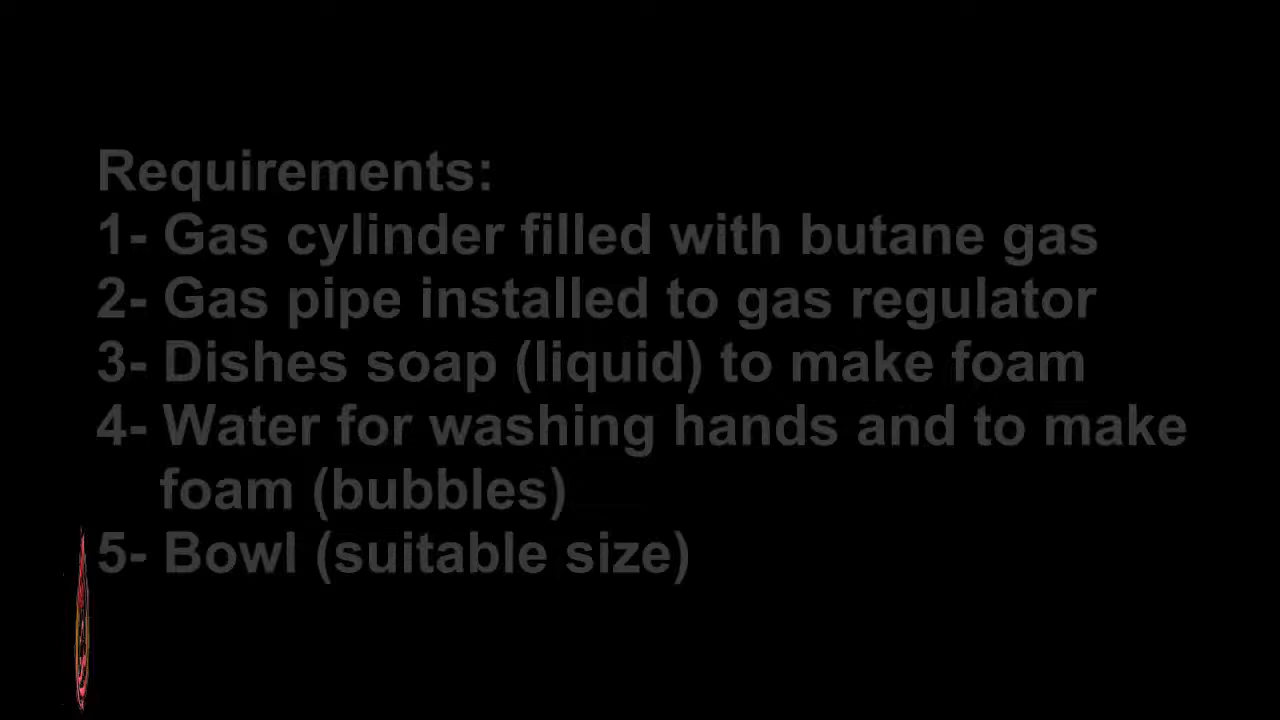 Requirements:
1- Gas cylinder filled with butane gas
2- Gas pipe installed to gas regulator
3- Dishes soap (liquid) to make foam
4- Water for washing hands and to make
foam (bubbles)
5- Bowl (suitable size)